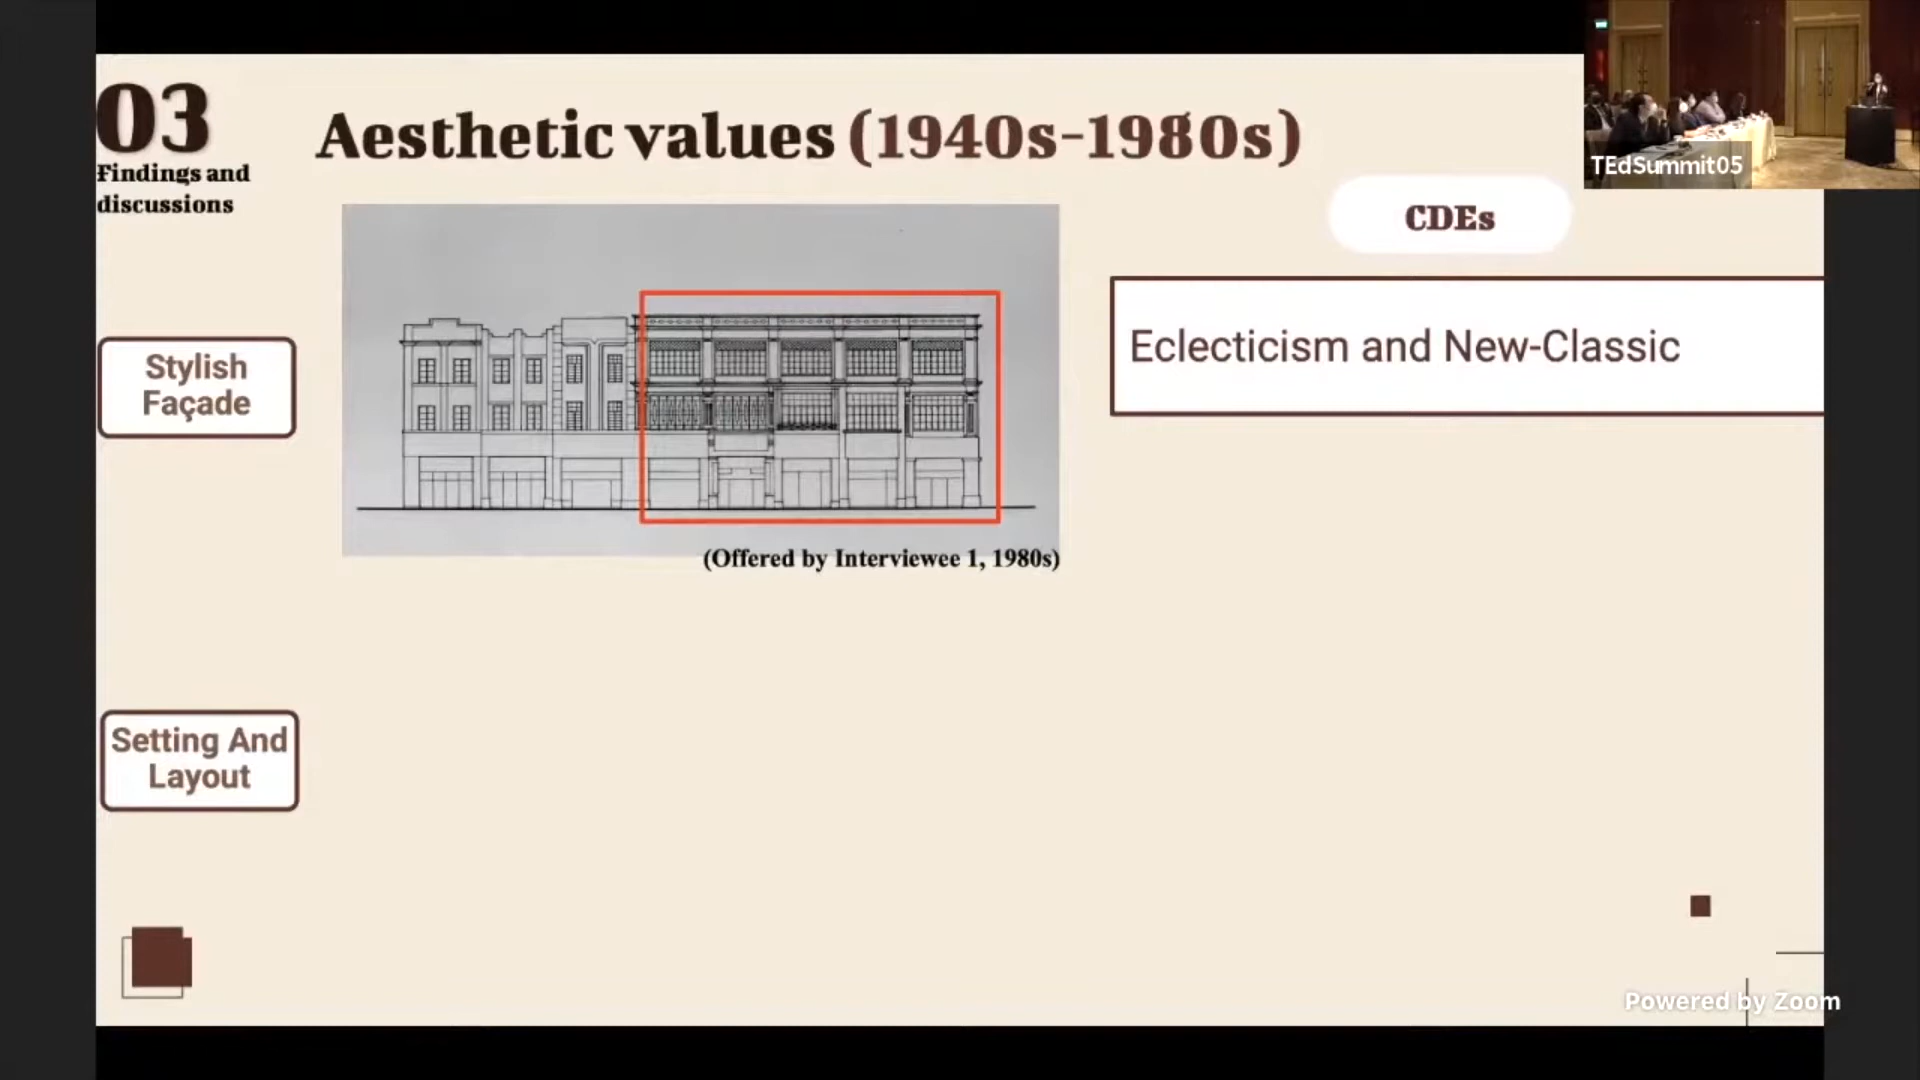 03
Findings and
discussions
Aesthetic values (1940s-1980s)
TEdSummit05
CDEs
Stylish
Façade
Eclecticism and New-Classic
(Offered by Interviewee 1, 1980s)
Setting And
Layout
Powered by Zoom